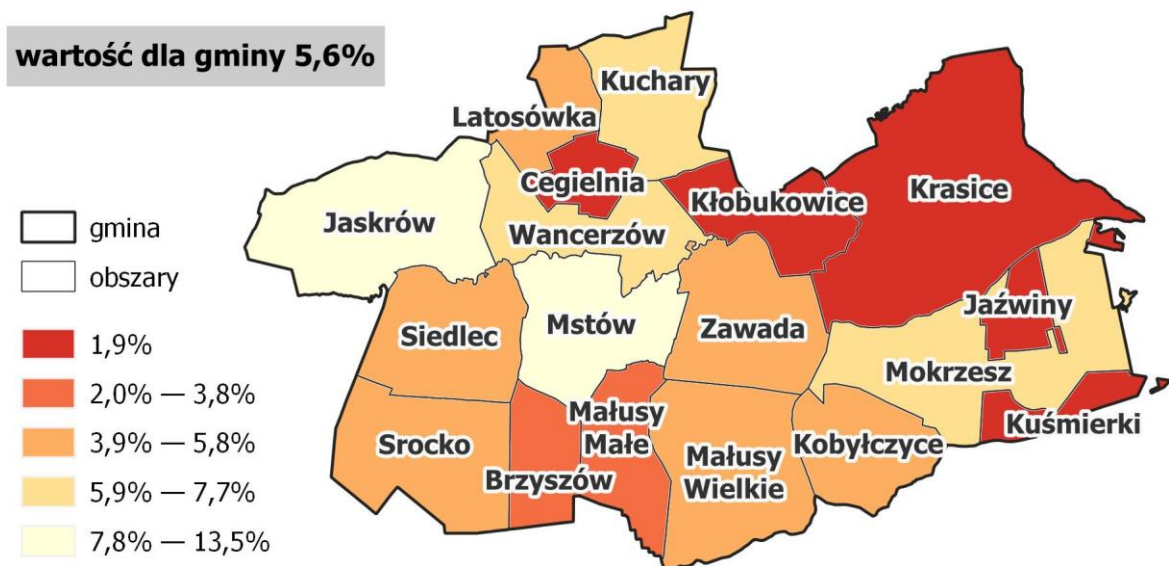 wartość dla gminy 5,6%
Kuchary
Latosówka
Cegielnia
Kłobukowice
Krasice
Jaskrów
Wancerzów
gmina
obszary
Siedlec
Mstów
Zawada
Jaźwiny
Mokrzesz
Kuśmierki
Srocko
Brzyszów
Małusy
Małe
Małusy
Wielkie
Kobyłczyce
1,9%
2,0% — 3,8%
3,9% — 5,8%
5,9% — 7,7%
7,8% — 13,5%